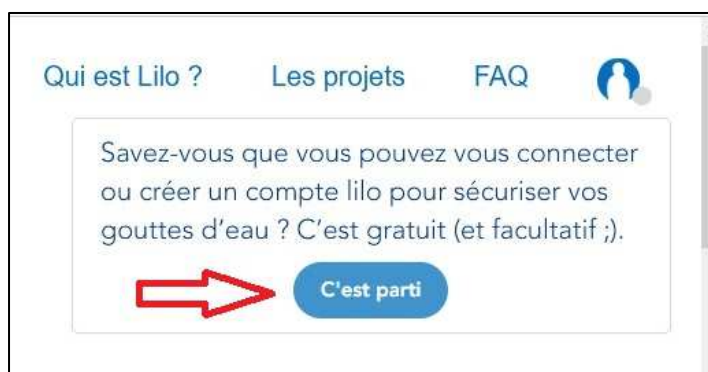 Qui est Lilo ? Les projets FAQ
Savez-vous que vous pouvez vous connecter
ou créer un compte lilo pour sécuriser vos
gouttes d'eau ? C'est gratuit (et facultatif ;).
C'est parti